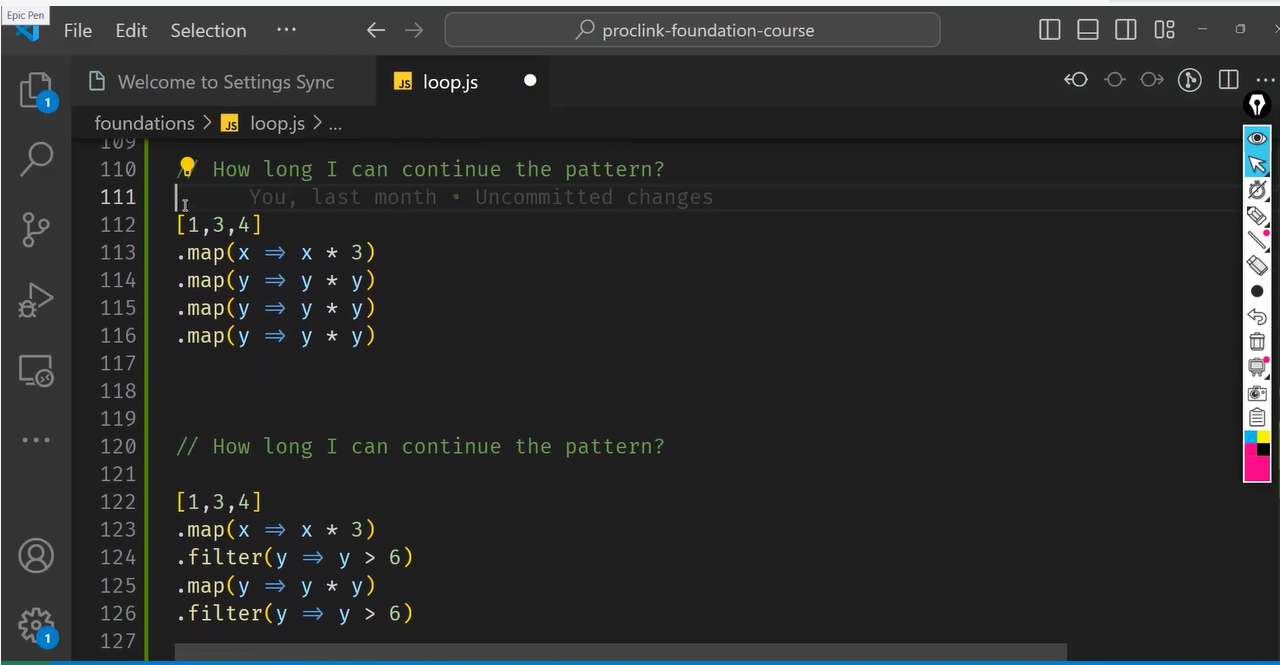 Epic Pen
File Edit Selection ··· proclink-foundation-course
1 Welcome to Settings Sync JS loop.js
foundations > JS loop.js > ...
109
110 // How long I can continue the pattern?
111 You, last month • Uncommitted changes
112 [1,3,4]
113 .map(x => x * 3)
114 .map(y => y * y)
115 .map(y => y * y)
116 .map(y => y * y)
117
118
119
120 // How long I can continue the pattern?
121
122 [1,3,4]
123 .map(x => x * 3)
124 .filter(y => y > 6)
125 .map(y => y * y)
126 .filter(y => y > 6)
127
1